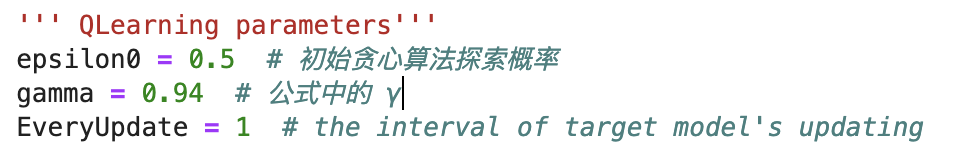 ''' QLearning parameters'''
epsilon0 = 0.5  # 初始贪心算法探索概率
gamma = 0.94  # 公式中的 γ
EveryUpdate = 1  # the interval of target model's updating